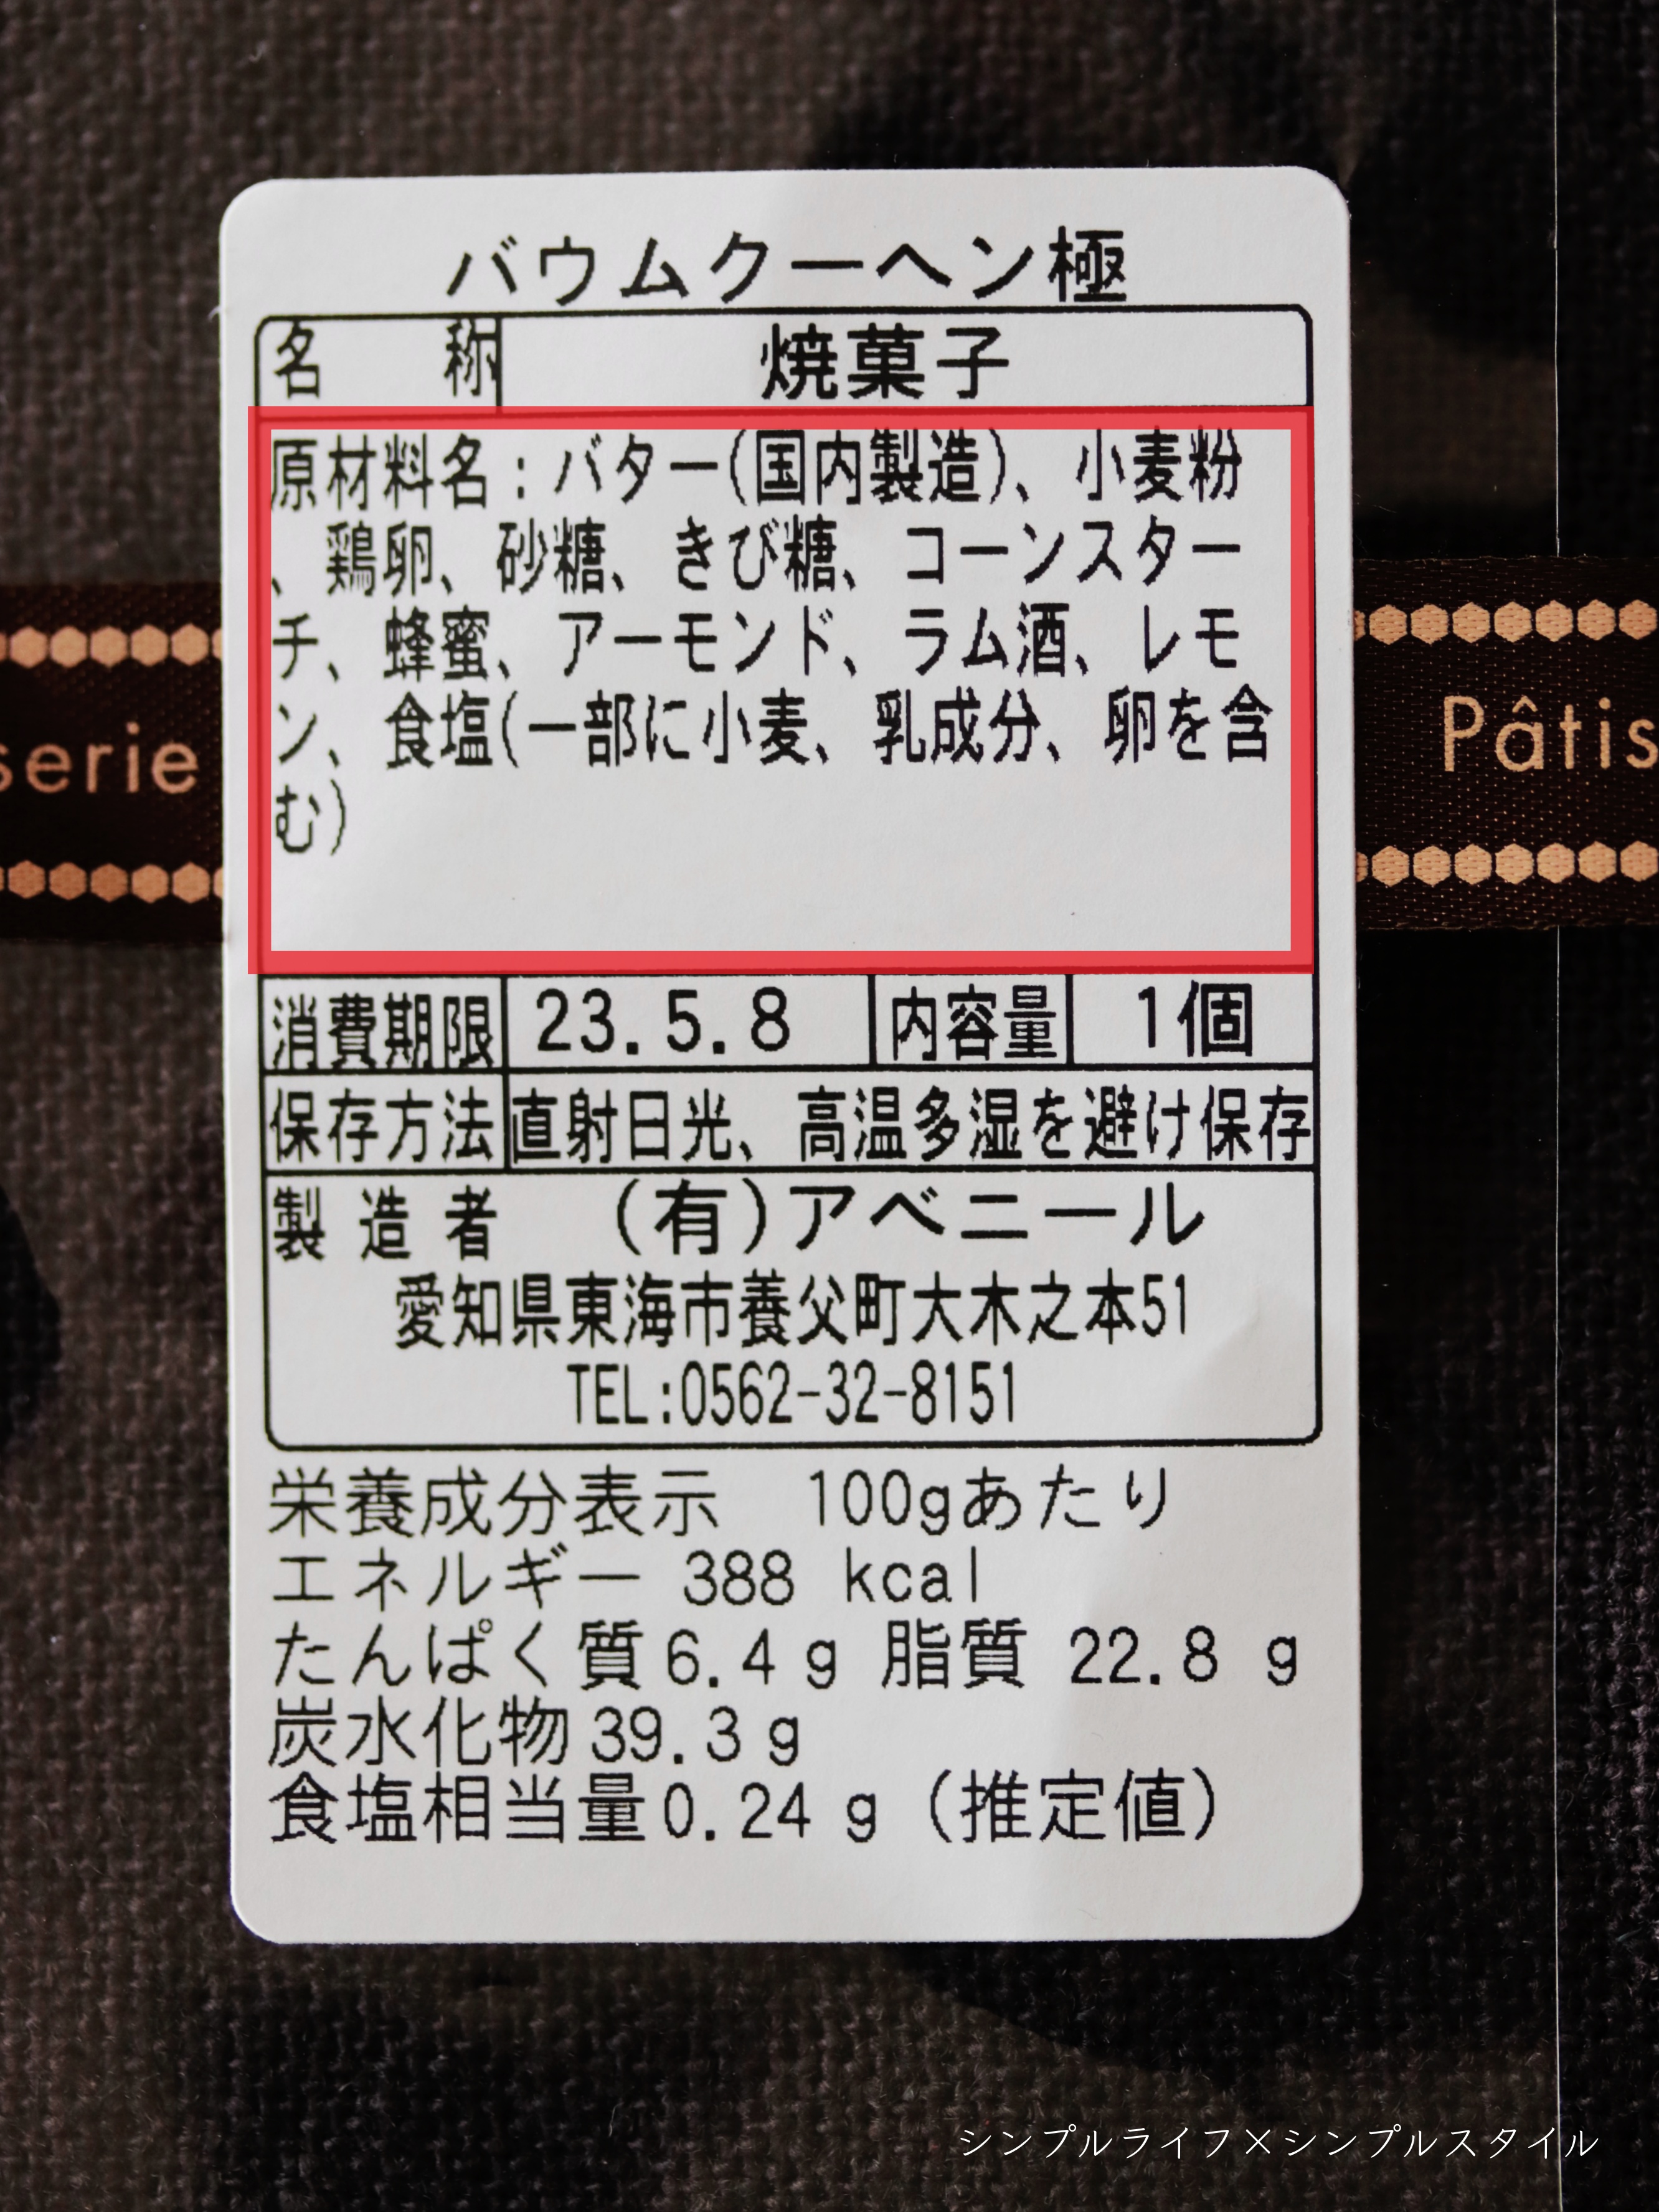 バウムクーヘン極
名称 焼菓子
原材料名:バター(国内製造)、小麦粉
、鶏卵、砂糖、きび糖、コーンスター
チ、蜂蜜、アーモンド、ラム酒、レモ
ン、食塩(一部に小麦、乳成分、卵を含
む)
消費期限 23.5.8 内容量 1個
保存方法 直射日光、高温多湿を避け保存
製造者 (有)アベニール
愛知県東海市養父町大木之本51
TEL:0562-32-8151
栄養成分表示 100gあたり
エネルギー 388 kcal
たんぱく質 6.4 g 脂質 22.8 g
炭水化物 39.3 g
食塩相当量 0.24 g (推定値)
serie
Pâtis
シンプルライフ×シンプルスタイル